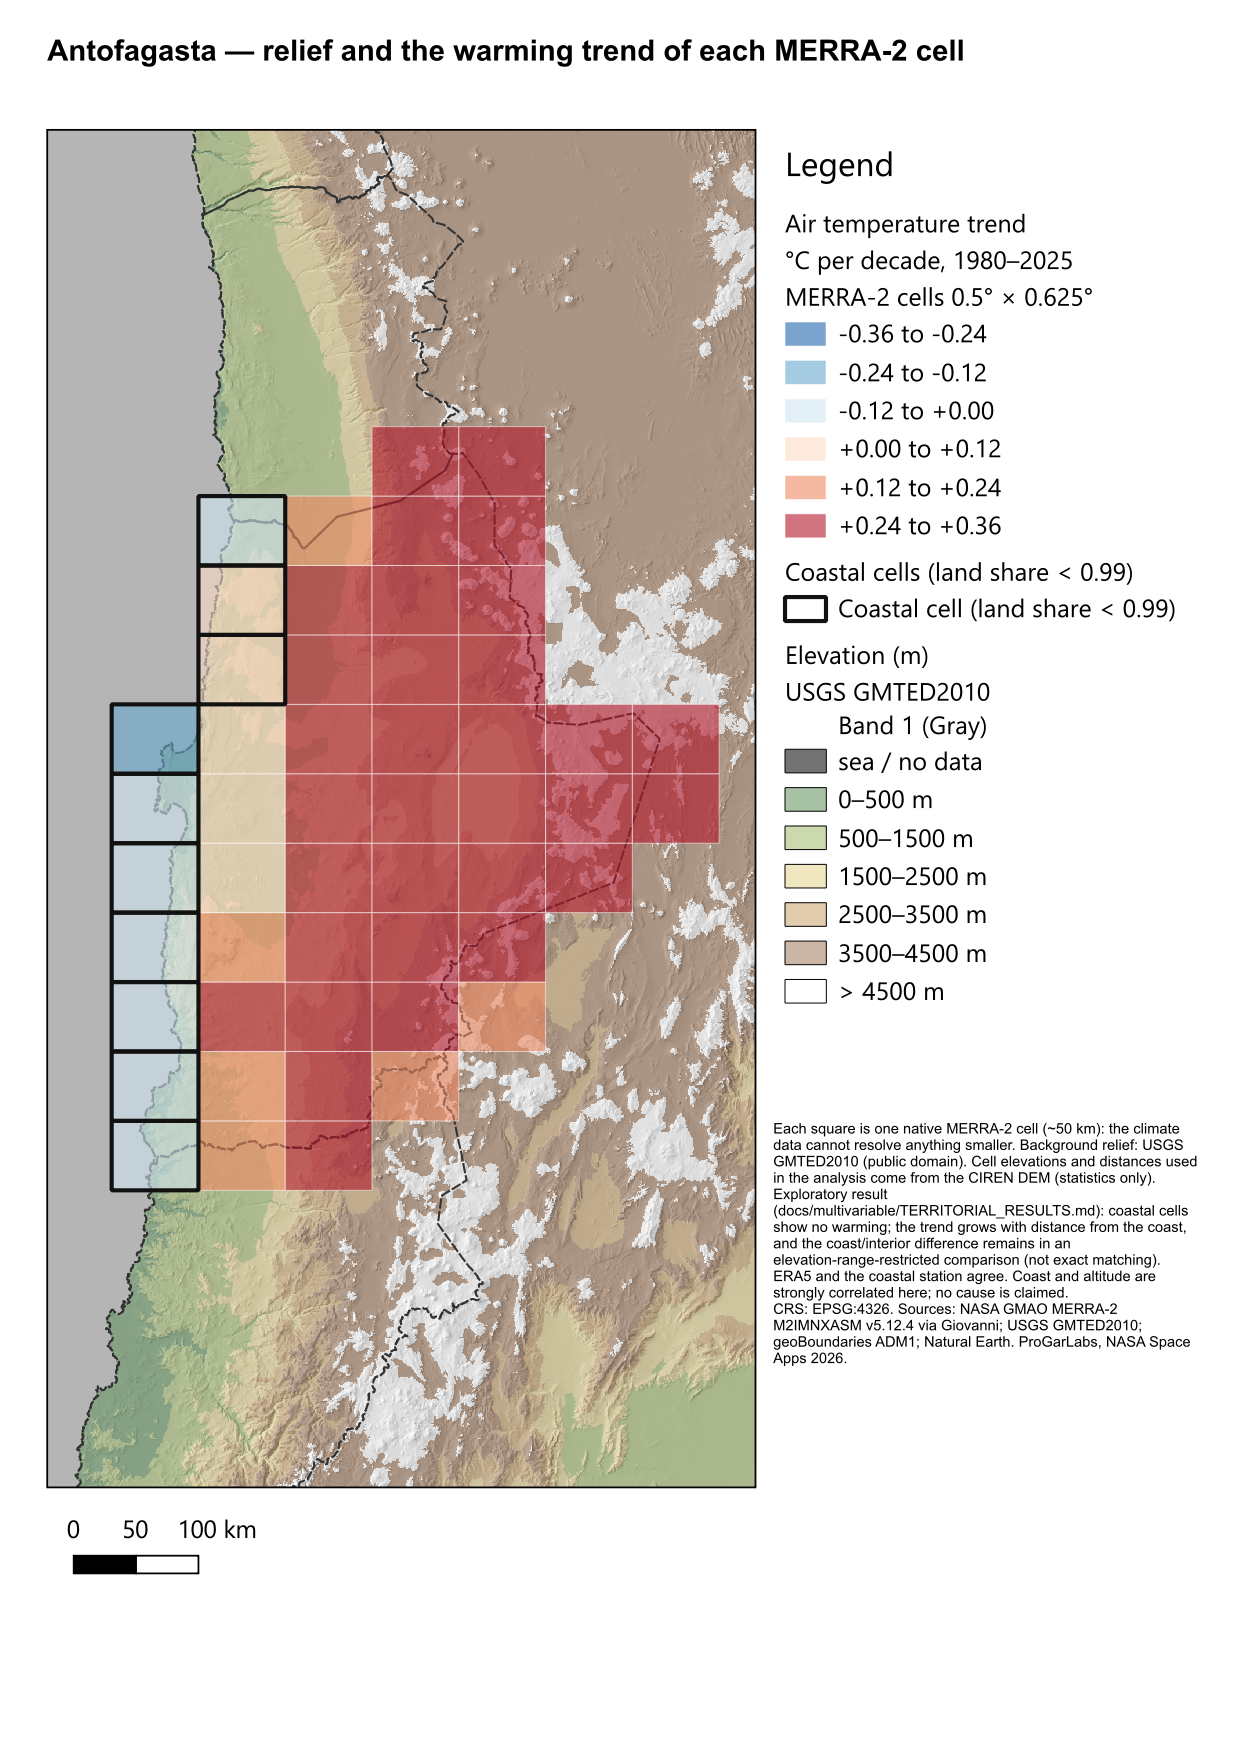 Antofagasta — relief and the warming trend of each MERRA-2 cell
Legend
Air temperature trend
°C per decade, 1980–2025
MERRA-2 cells 0.5° × 0.625°
-0.36 to -0.24
-0.24 to -0.12
-0.12 to +0.00
+0.00 to +0.12
+0.12 to +0.24
+0.24 to +0.36
Coastal cells (land share < 0.99)
Coastal cell (land share < 0.99)
Elevation (m)
USGS GMTED2010
Band 1 (Gray)
sea / no data
0–500 m
500–1500 m
1500–2500 m
2500–3500 m
3500–4500 m
> 4500 m
Each square is one native MERRA-2 cell (~50 km): the climate
data cannot resolve anything smaller. Background relief: USGS
GMTED2010 (public domain). Cell elevations and distances used
in the analysis come from the CIREN DEM (statistics only).
Exploratory result
(docs/multivariable/TERRITORIAL_RESULTS.md): coastal cells
show no warming; the trend grows with distance from the coast,
and the coast/interior difference remains in an
elevation-range-restricted comparison (not exact matching).
ERA5 and the coastal station agree. Coast and altitude are
strongly correlated here; no cause is claimed.
CRS: EPSG:4326. Sources: NASA GMAO MERRA-2
M2IMNXASM v5.12.4 via Giovanni; USGS GMTED2010;
geoBoundaries ADM1; Natural Earth. ProGarLabs, NASA Space
Apps 2026.
0 50 100 km